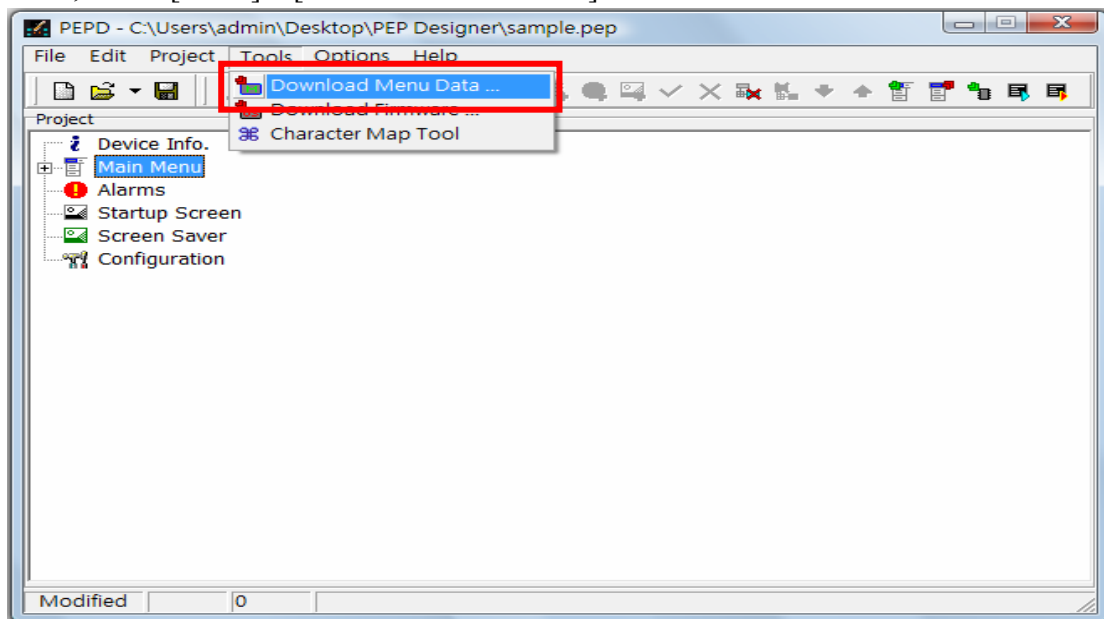 PEPD - C:\Users\admin\Desktop\PEP Designer\sample.pep
File Edit Project Tools Options Help
Download Menu Data ...
Download Firmware ...
Character Map Tool
Project
Device Info.
Main Menu
Alarms
Startup Screen
Screen Saver
Configuration
Modified 0